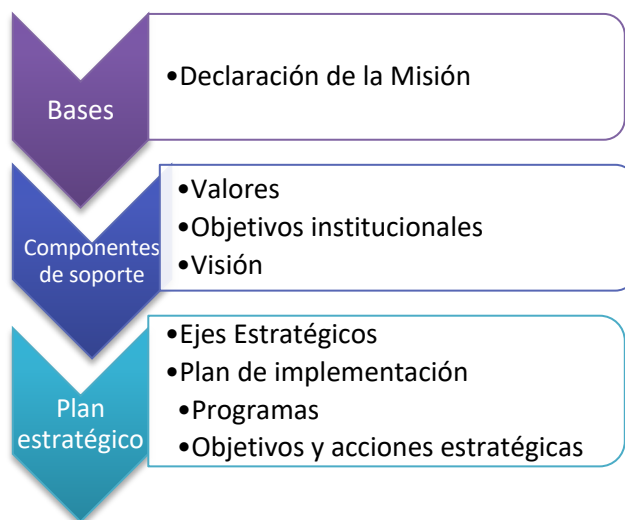 Bases
•Declaración de la Misión
Componentes
de soporte
•Valores
•Objetivos institucionales
•Visión
Plan
estratégico
•Ejes Estratégicos
•Plan de implementación
•Programas
•Objetivos y acciones estratégicas